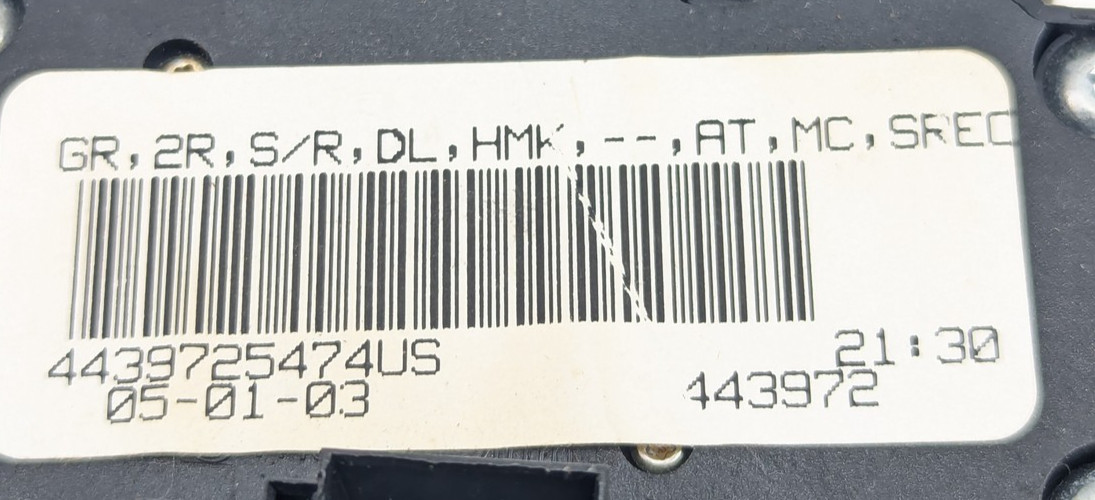 GR,2R,S/R,DL,HMK,--,AT,MC,SREC
4439725474US
21:30
05-01-03
443972